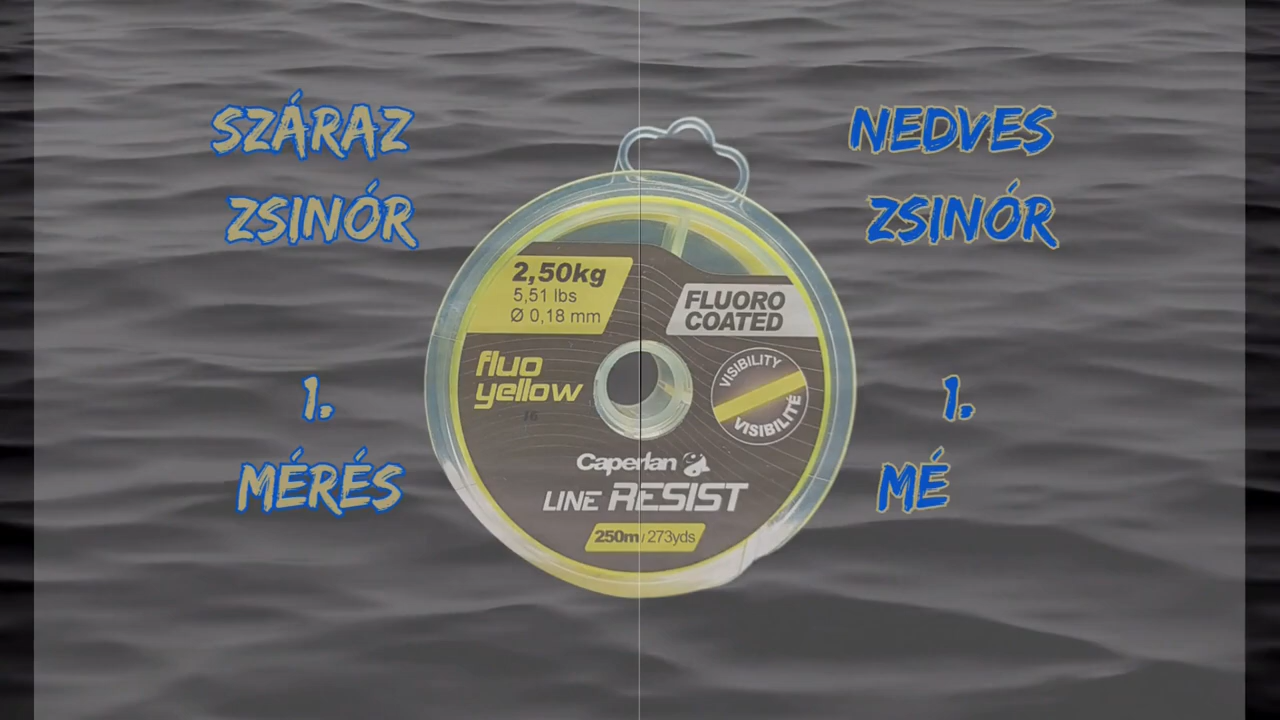 SZÁRAZ
ZSINÓR
1.
MÉRÉS
NEDVES
ZSINÓR
1.
MÉ
2,50kg
5,51 lbs
Ø 0,18 mm
FLUORO
COATED
fluo
yellow
VISIBILITY
VISIBILITÉ
Caperlan
LINE RESIST
250m/273yds